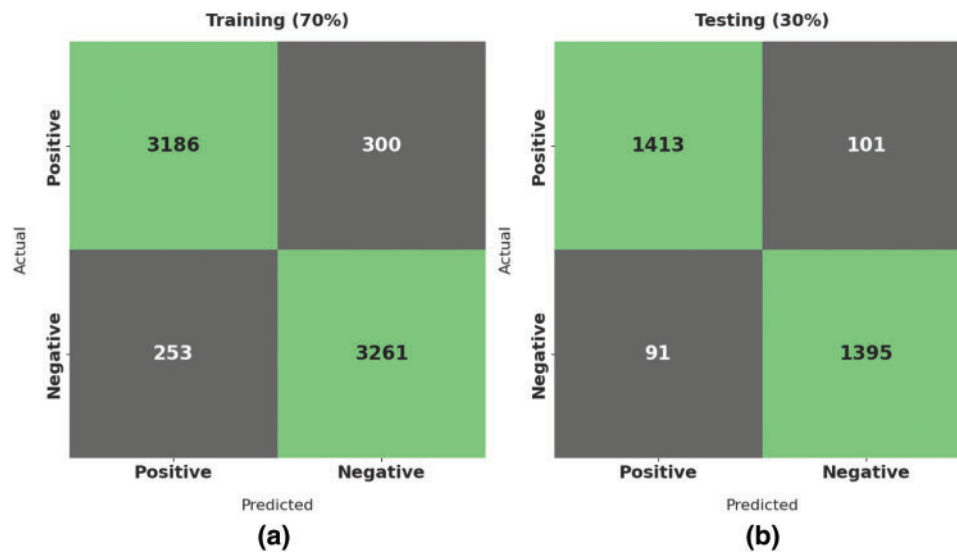 Training (70%)
Positive
3186
300
Actual
Negative
253
3261
Positive
Negative
Predicted
(a)
Testing (30%)
Positive
1413
101
Actual
Negative
91
1395
Positive
Negative
Predicted
(b)